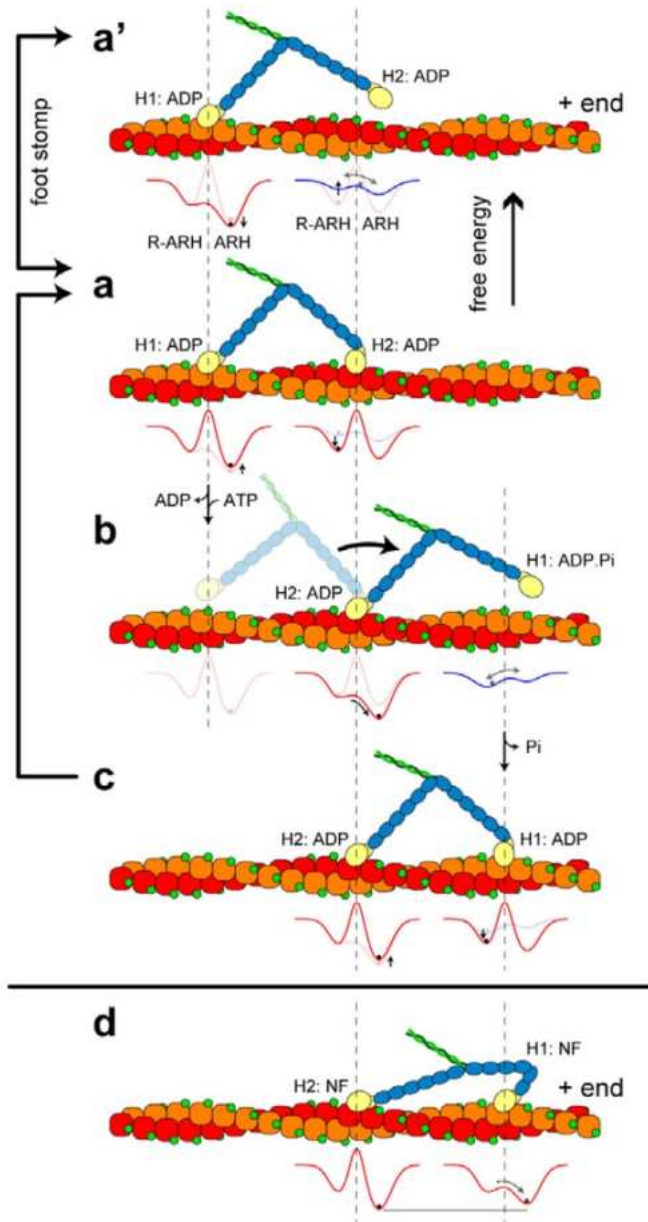 a'
H1: ADP
H2: ADP
+ end
foot stomp
R-ARH ARH
R-ARH ARH
free energy
a
H1: ADP
H2: ADP
ADP ATP
b
H2: ADP
H1: ADP.Pi
Pi
c
H2: ADP
H1: ADP
d
H1: NF
H2: NF
+ end